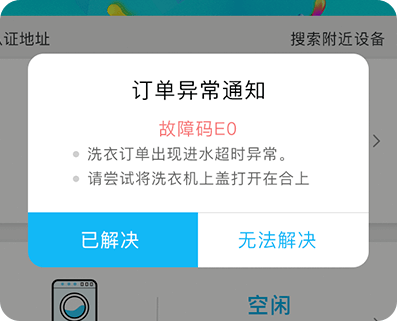 认证地址 搜索附近设备
订单异常通知
故障码E0
洗衣订单出现进水超时异常。
请尝试将洗衣机上盖打开在合上
已解决 无法解决
空闲